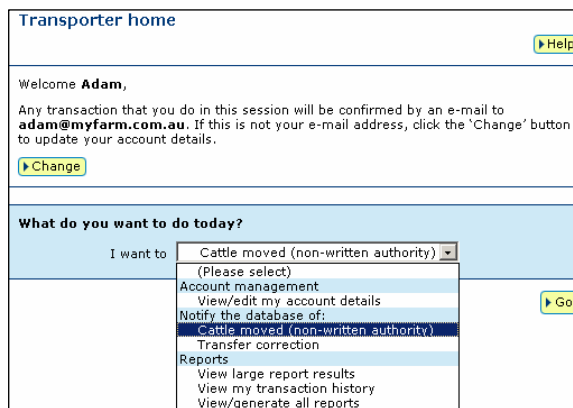 Transporter home
Help
Welcome Adam,
Any transaction that you do in this session will be confirmed by an e-mail to
adam@myfarm.com.au. If this is not your e-mail address, click the 'Change' button
to update your account details.
Change
What do you want to do today?
I want to Cattle moved (non-written authority)
(Please select)
Account management
View/edit my account details
Go
Notify the database of:
Cattle moved (non-written authority)
Transfer correction
Reports
View large report results
View my transaction history
View/generate all reports